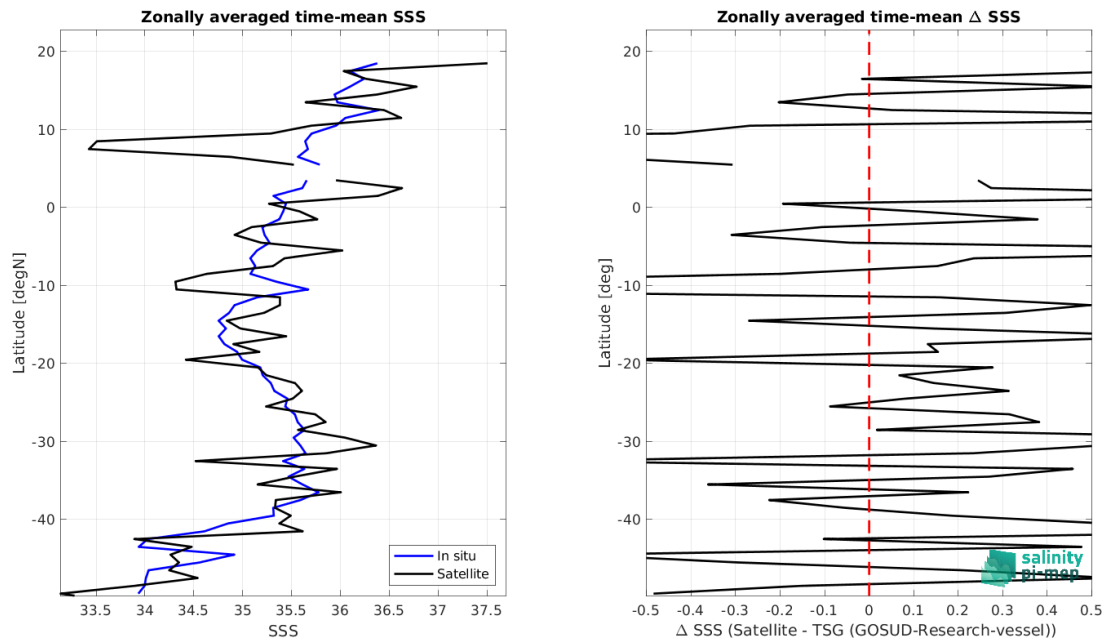 Zonally averaged time-mean SSS
20
10
0
-10
-20
-30
-40
Latitude [degN]
33.5 34 34.5 35 35.5 36 36.5 37 37.5
SSS
In situ
Satellite
Zonally averaged time-mean Δ SSS
20
10
0
-10
-20
-30
-40
Latitude [deg]
-0.5 -0.4 -0.3 -0.2 -0.1 0 0.1 0.2 0.3 0.4 0.5
Δ SSS (Satellite - TSG (GOSUD-Research-vessel))
salinity
pi-mep